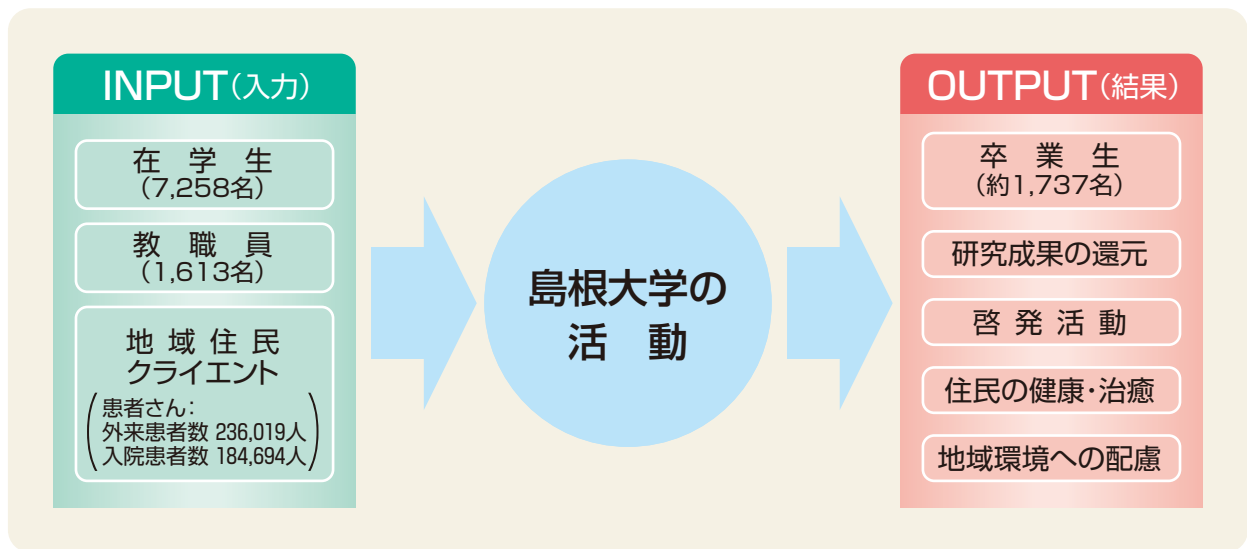 INPUT(入力)
在 学 生
(7,258名)
教 職 員
(1,613名)
地 域 住 民
クライエント
患者さん:
外来患者数 236,019人
入院患者数 184,694人
島根大学の
活 動
OUTPUT(結果)
卒 業 生
(約1,737名)
研究成果の還元
啓 発 活 動
住民の健康・治癒
地域環境への配慮